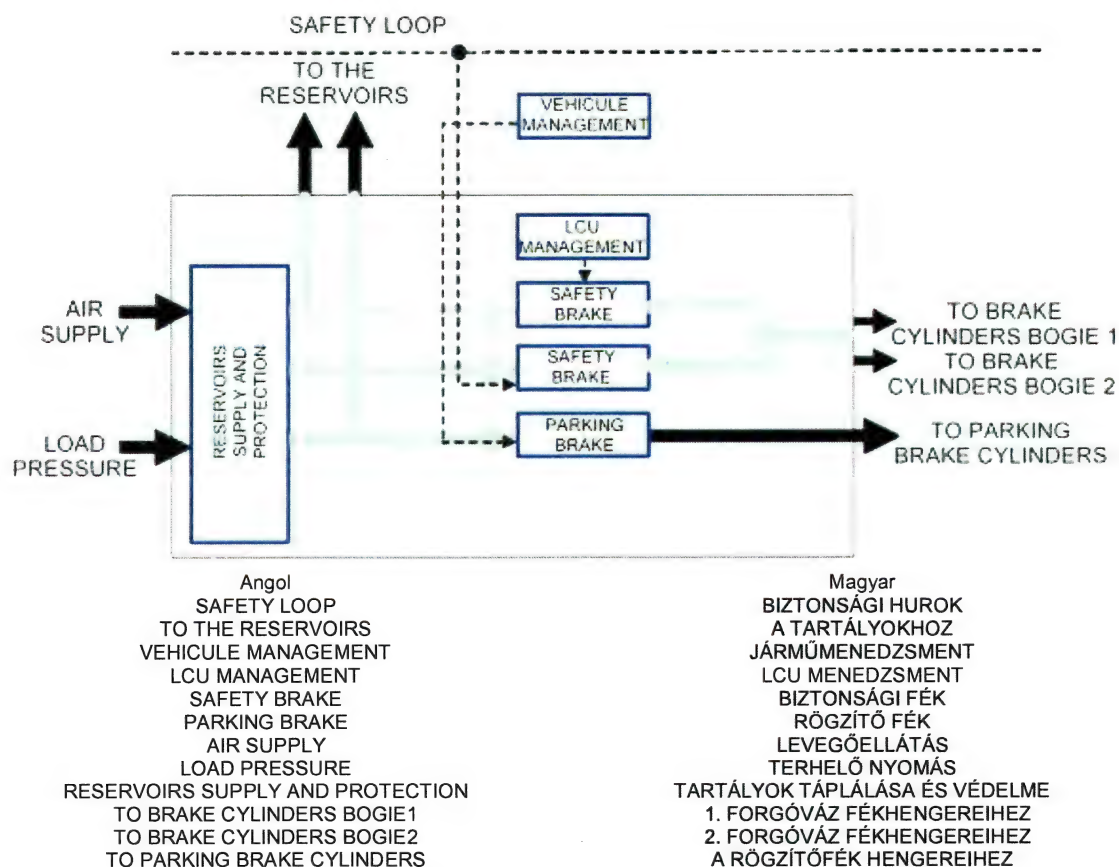 SAFETY LOOP
TO THE
RESERVOIRS
VEHICULE
MANAGEMENT
LCU
MANAGEMENT
SAFETY
BRAKE
SAFETY
BRAKE
PARKING
BRAKE
AIR
SUPPLY
LOAD
PRESSURE
RESERVOIRS
SUPPLY AND
PROTECTION
TO BRAKE
CYLINDERS BOGIE 1
TO BRAKE
CYLINDERS BOGIE 2
TO PARKING
BRAKE CYLINDERS
Angol
SAFETY LOOP
TO THE RESERVOIRS
VEHICULE MANAGEMENT
LCU MANAGEMENT
SAFETY BRAKE
PARKING BRAKE
AIR SUPPLY
LOAD PRESSURE
RESERVOIRS SUPPLY AND PROTECTION
TO BRAKE CYLINDERS BOGIE1
TO BRAKE CYLINDERS BOGIE2
TO PARKING BRAKE CYLINDERS
Magyar
BIZTONSÁGI HUROK
A TARTÁLYOKHOZ
JÁRMŰMENEDZSMENT
LCU MENEDZSMENT
BIZTONSÁGI FÉK
RÖGZÍTŐ FÉK
LEVEGŐELLÁTÁS
TERHELŐ NYOMÁS
TARTÁLYOK TÁPLÁLÁSA ÉS VÉDELME
1. FORGÓVÁZ FÉKHENGEREIHEZ
2. FORGÓVÁZ FÉKHENGEREIHEZ
A RÖGZÍTŐFÉK HENGEREIHEZ